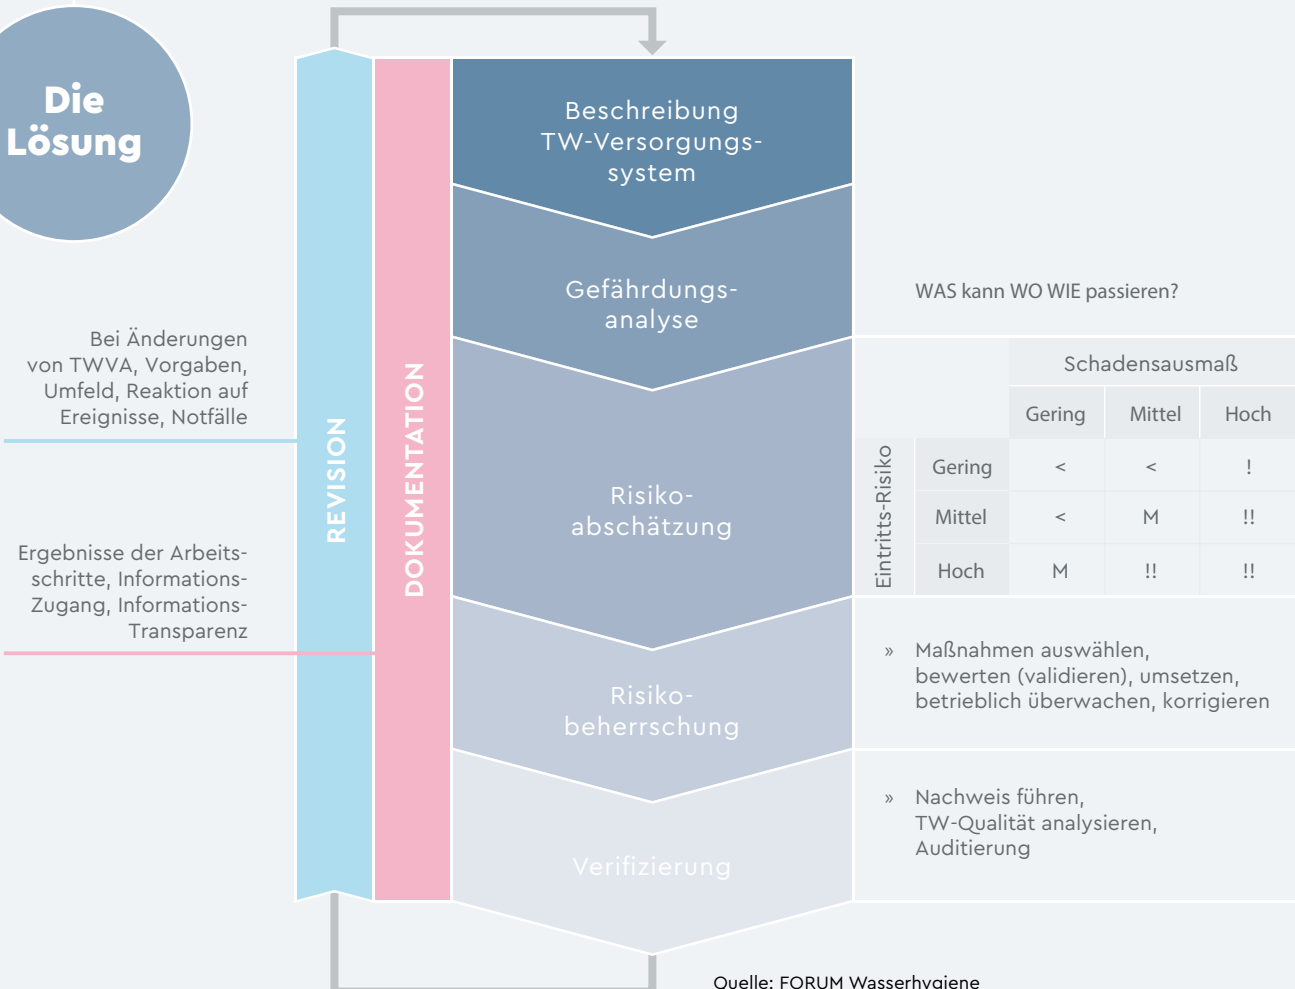 Die
Lösung
Beschreibung
TW-Versorgungs-
system
Gefährdungs-
analyse
WAS kann WO WIE passieren?
Bei Änderungen
von TWVA, Vorgaben,
Umfeld, Reaktion auf
Ereignisse, Notfälle
Ergebnisse der Arbeits-
schritte, Informations-
Zugang, Informations-
Transparenz
REVISION
DOKUMENTATION
Risiko-
abschätzung
Schadensausmaß
Gering Mittel Hoch
Eintritts-Risiko
Gering < < !
Mittel < M !!
Hoch M !! !!
Risiko-
beherrschung
» Maßnahmen auswählen,
bewerten (validieren), umsetzen,
betrieblich überwachen, korrigieren
Verifizierung
» Nachweis führen,
TW-Qualität analysieren,
Auditierung
Quelle: FORUM Wasserhygiene